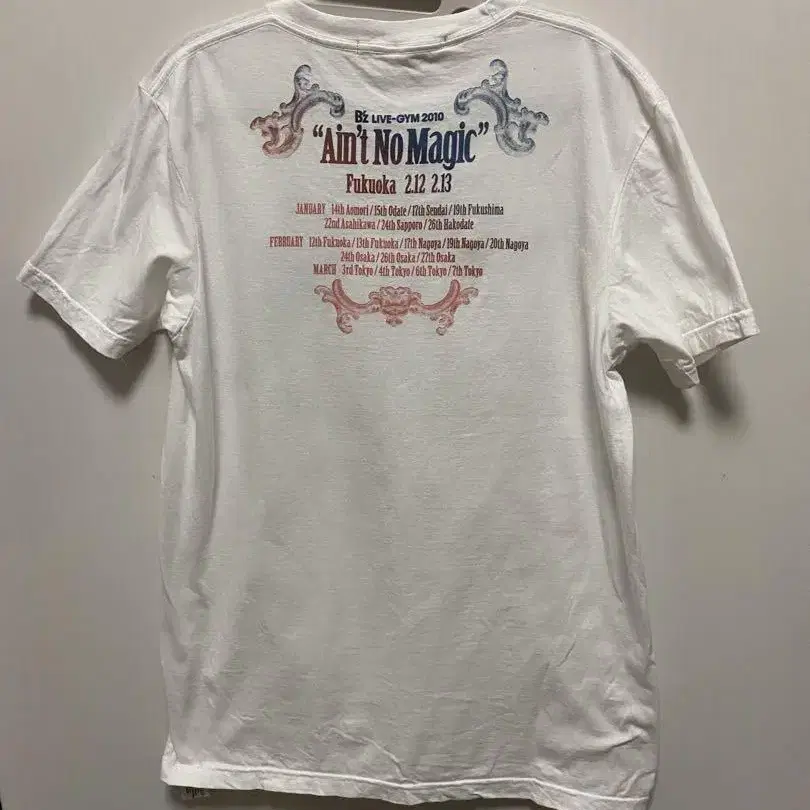 B'z LIVE-GYM 2010
"Ain't No Magic"
Fukuoka 2.12 2.13
JANUARY 14th Aomori / 15th Odate / 17th Sendai / 19th Fukushima
22nd Asahikawa / 24th Sapporo / 26th Hakodate
FEBRUARY 12th Fukuoka / 13th Fukuoka / 17th Nagoya / 19th Nagoya / 20th Nagoya
24th Osaka / 26th Osaka / 27th Osaka
MARCH 3rd Tokyo / 4th Tokyo / 6th Tokyo / 7th Tokyo